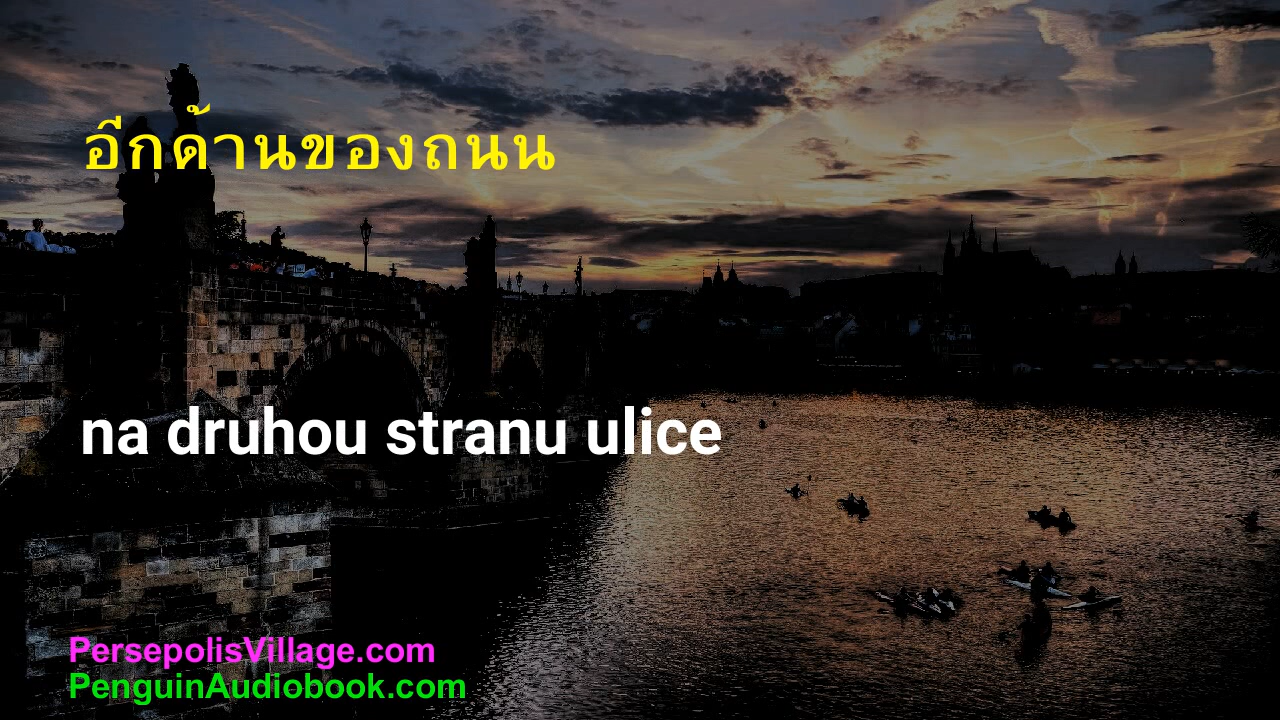 อีกด้านของถนน
na druhou stranu ulice
PersepolisVillage.com
PenguinAudiobook.com